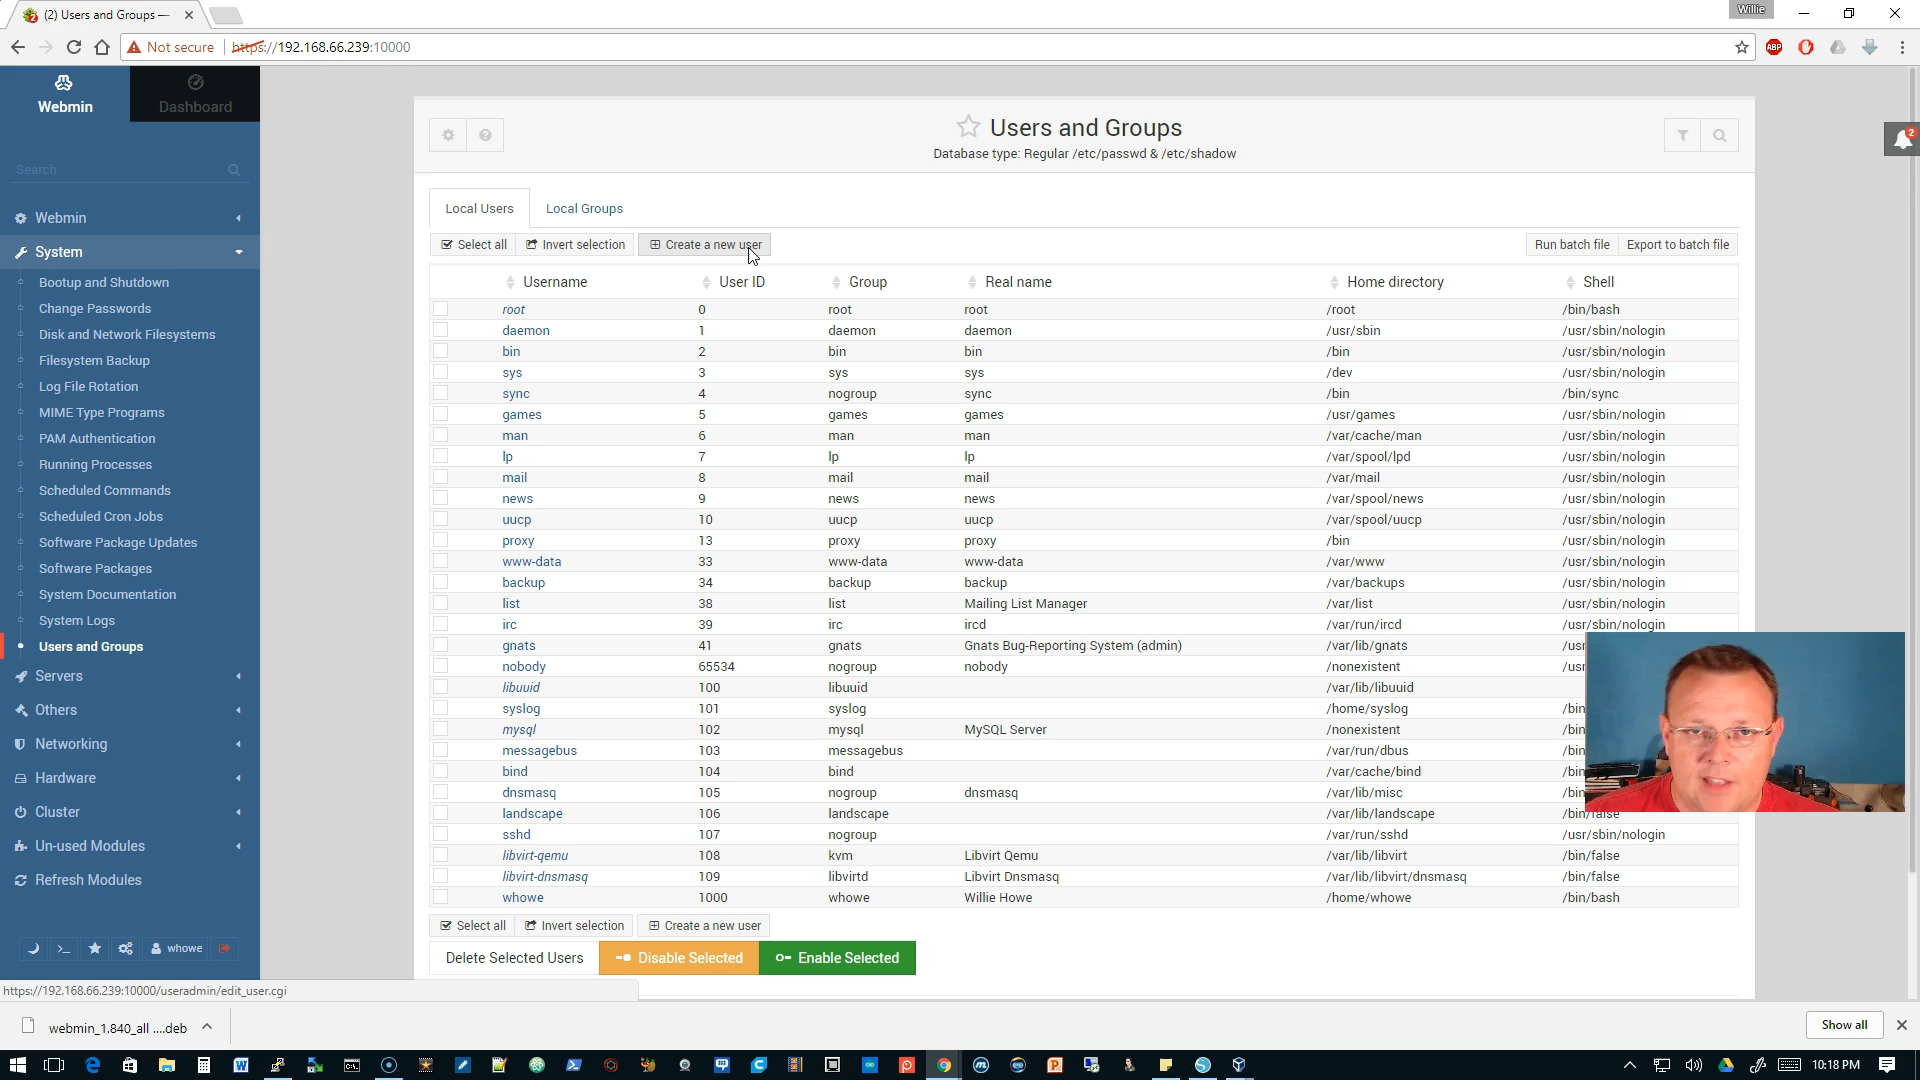 (2) Users and Groups —
Willie
Not secure
https://192.168.66.239:10000
ABP
Webmin
Dashboard
Search
Webmin
System
Bootup and Shutdown
Change Passwords
Disk and Network Filesystems
Filesystem Backup
Log File Rotation
MIME Type Programs
PAM Authentication
Running Processes
Scheduled Commands
Scheduled Cron Jobs
Software Package Updates
Software Packages
System Documentation
System Logs
Users and Groups
Servers
Others
Networking
Hardware
Cluster
Un-used Modules
Refresh Modules
whowe
Users and Groups
Database type: Regular /etc/passwd & /etc/shadow
2
Local Users Local Groups
Select all Invert selection Create a new user Run batch file Export to batch file
Username User ID Group Real name Home directory Shell
root 0 root root /root /bin/bash
daemon 1 daemon daemon /usr/sbin /usr/sbin/nologin
bin 2 bin bin /bin /usr/sbin/nologin
sys 3 sys sys /dev /usr/sbin/nologin
sync 4 nogroup sync /bin /bin/sync
games 5 games games /usr/games /usr/sbin/nologin
man 6 man man /var/cache/man /usr/sbin/nologin
lp 7 lp lp /var/spool/lpd /usr/sbin/nologin
mail 8 mail mail /var/mail /usr/sbin/nologin
news 9 news news /var/spool/news /usr/sbin/nologin
uucp 10 uucp uucp /var/spool/uucp /usr/sbin/nologin
proxy 13 proxy proxy /bin /usr/sbin/nologin
www-data 33 www-data www-data /var/www /usr/sbin/nologin
backup 34 backup backup /var/backups /usr/sbin/nologin
list 38 list Mailing List Manager /var/list /usr/sbin/nologin
irc 39 irc ircd /var/run/ircd /usr/sbin/nologin
gnats 41 gnats Gnats Bug-Reporting System (admin) /var/lib/gnats /usr
nobody 65534 nogroup nobody /nonexistent /usr
libuuid 100 libuuid /var/lib/libuuid
syslog 101 syslog /home/syslog /bin
mysql 102 mysql MySQL Server /nonexistent /bin
messagebus 103 messagebus /var/run/dbus /bin
bind 104 bind /var/cache/bind /bin
dnsmasq 105 nogroup dnsmasq /var/lib/misc /bin
landscape 106 landscape /var/lib/landscape /bin/false
sshd 107 nogroup /var/run/sshd /usr/sbin/nologin
libvirt-qemu 108 kvm Libvirt Qemu /var/lib/libvirt /bin/false
libvirt-dnsmasq 109 libvirtd Libvirt Dnsmasq /var/lib/libvirt/dnsmasq /bin/false
whowe 1000 whowe Willie Howe /home/whowe /bin/bash
Select all Invert selection Create a new user
Delete Selected Users Disable Selected Enable Selected
https://192.168.66.239:10000/useradmin/edit_user.cgi
webmin_1.840_all ....deb
Show all
10:18 PM